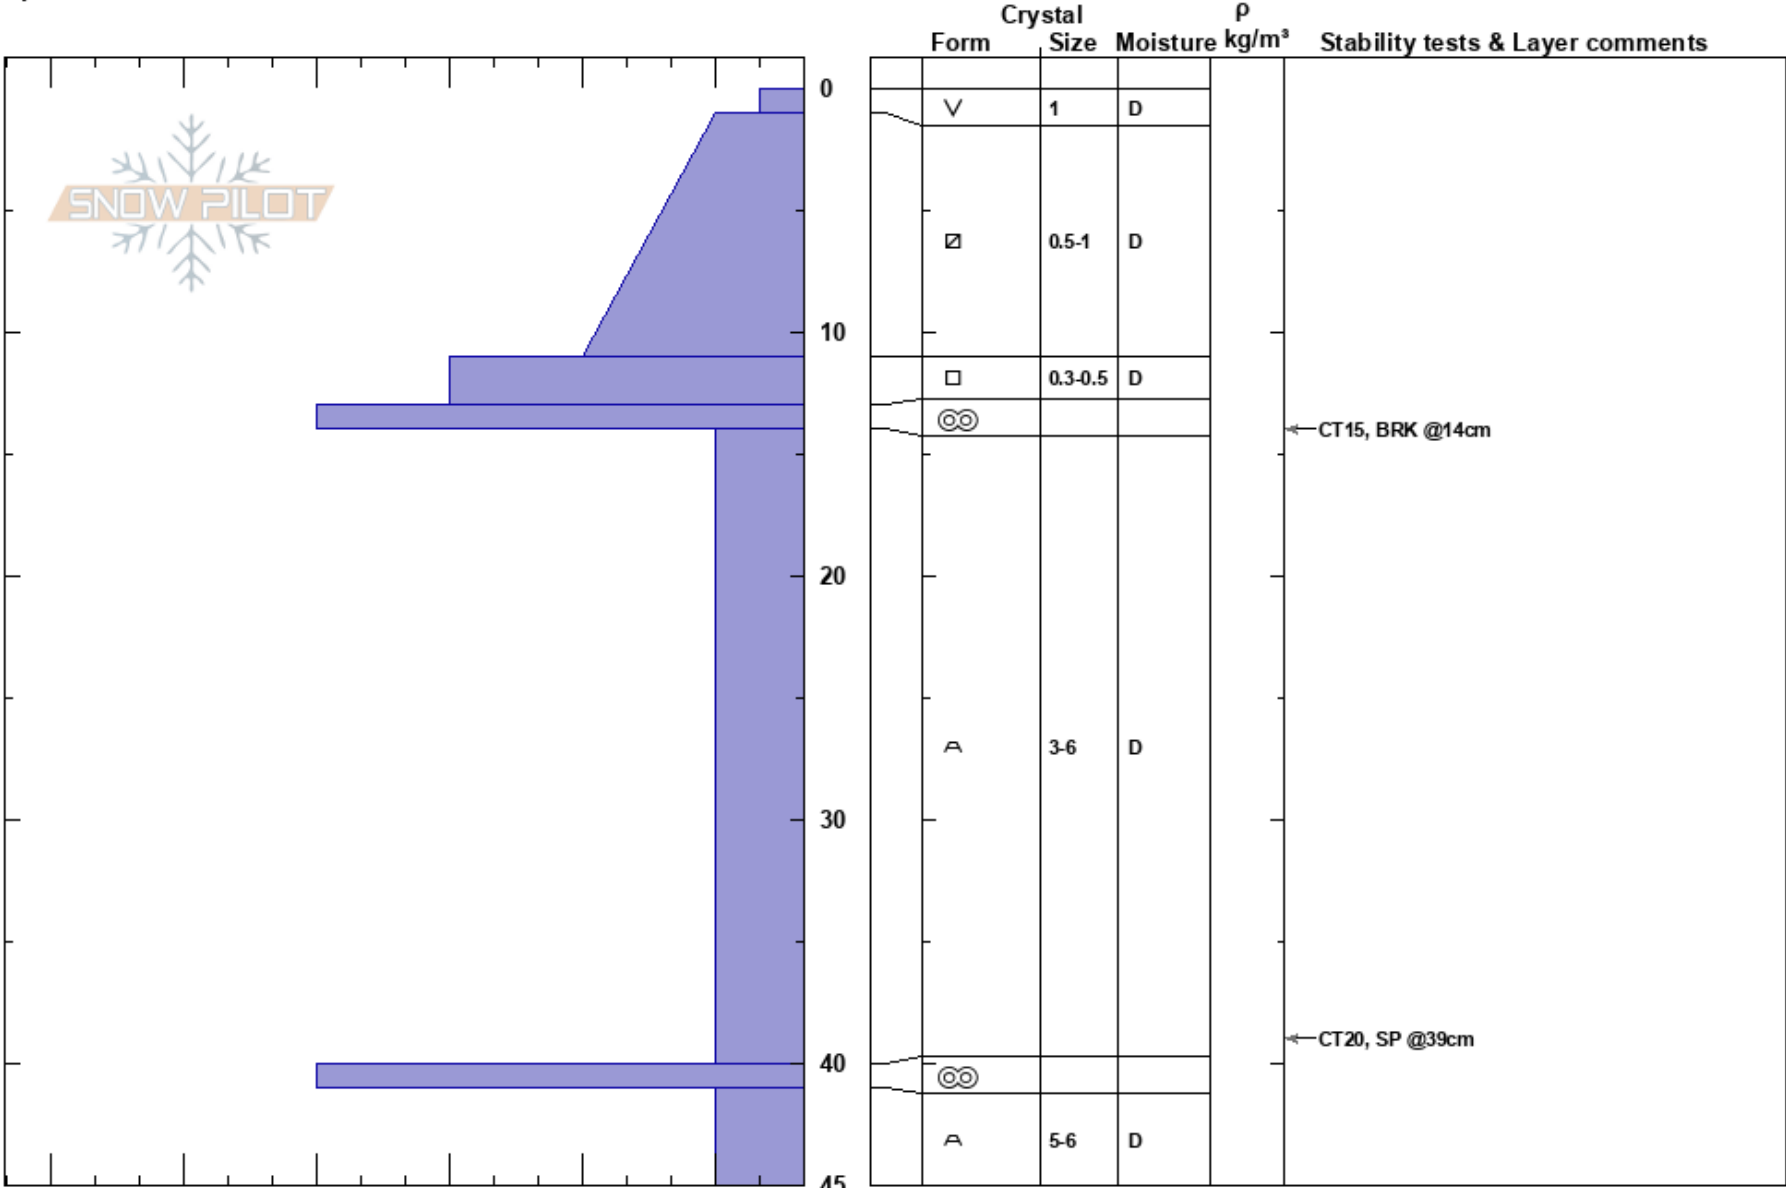 Crystal
ρ
Form Size Moisture kg/m³ Stability tests & Layer comments
0
1 D
SNOW PILOT
0.5-1 D
10
0.3-0.5 D
CT15, BRK @14cm
20
3-6 D
30
CT20, SP @39cm
40
5-6 D
45